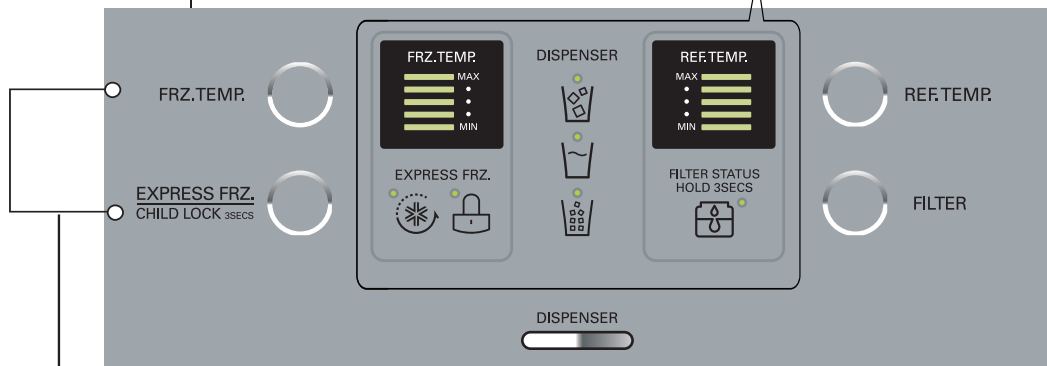 FRZ.TEMP.
EXPRESS FRZ.
CHILD LOCK 3SECS
FRZ.TEMP.
MAX
MIN
EXPRESS FRZ.
DISPENSER
REF.TEMP.
MAX
MIN
FILTER STATUS
HOLD 3SECS
REF.TEMP.
FILTER
DISPENSER